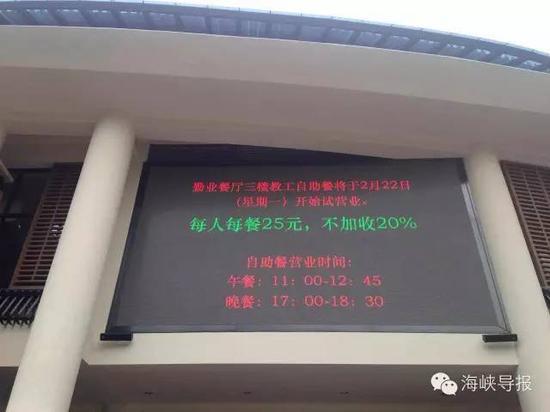 勤业餐厅三楼教工自助餐将于2月22日
（星期一）开始试营业。
每人每餐25元，不加收20%
自助餐营业时间：
午餐：11：00-12：45
晚餐：17：00-18：30
海峡导报